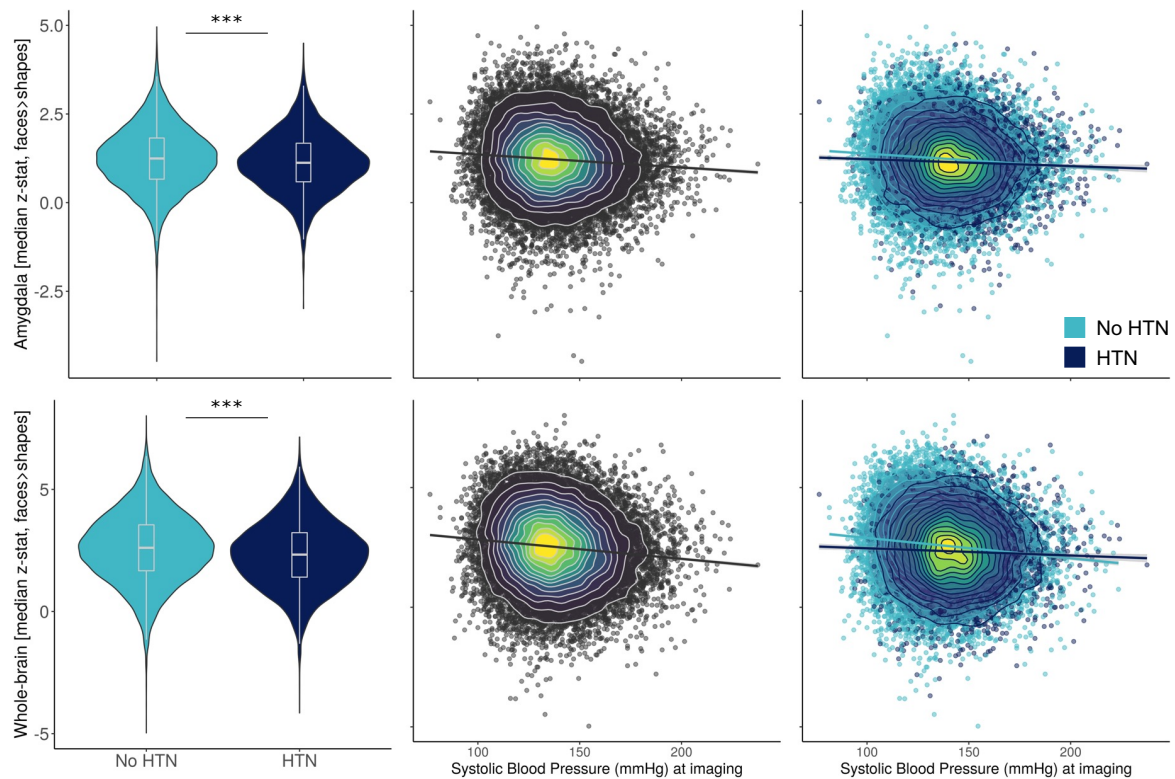 ***
5.0
2.5
0.0
-2.5
Amygdala [median z-stat, faces>shapes]
No HTN
HTN
***
5
0
-5
Whole-brain [median z-stat, faces>shapes]
No HTN
HTN
100
150
200
Systolic Blood Pressure (mmHg) at imaging
100
150
200
Systolic Blood Pressure (mmHg) at imaging